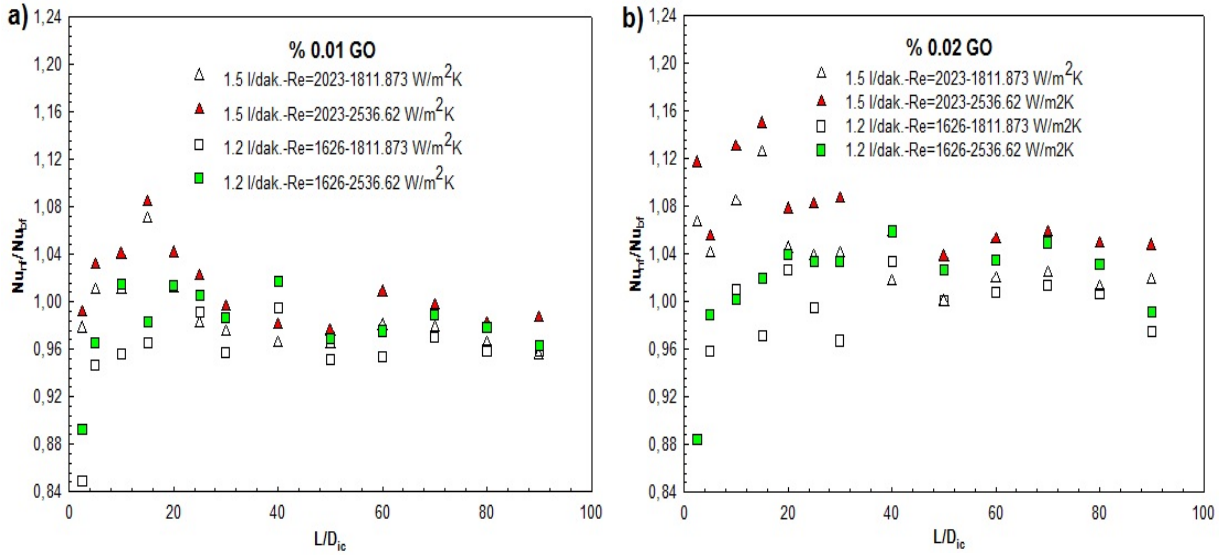 a)
% 0.01 GO
1.5 l/dak.-Re=2023-1811.873 W/m²K
1.5 l/dak.-Re=2023-2536.62 W/m²K
1.2 l/dak.-Re=1626-1811.873 W/m²K
1.2 l/dak.-Re=1626-2536.62 W/m²K
Nu_nf/Nu_bf
1,24
1,20
1,16
1,12
1,08
1,04
1,00
0,96
0,92
0,88
0,84
0 20 40 60 80 100
L/D_ic
b)
% 0.02 GO
1.5 l/dak.-Re=2023-1811.873 W/m²K
1.5 l/dak.-Re=2023-2536.62 W/m2K
1.2 l/dak.-Re=1626-1811.873 W/m2K
1.2 l/dak.-Re=1626-2536.62 W/m2K
Nu_nf/Nu_bf
1,24
1,20
1,16
1,12
1,08
1,04
1,00
0,96
0,92
0,88
0,84
0 20 40 60 80 100
L/D_ic